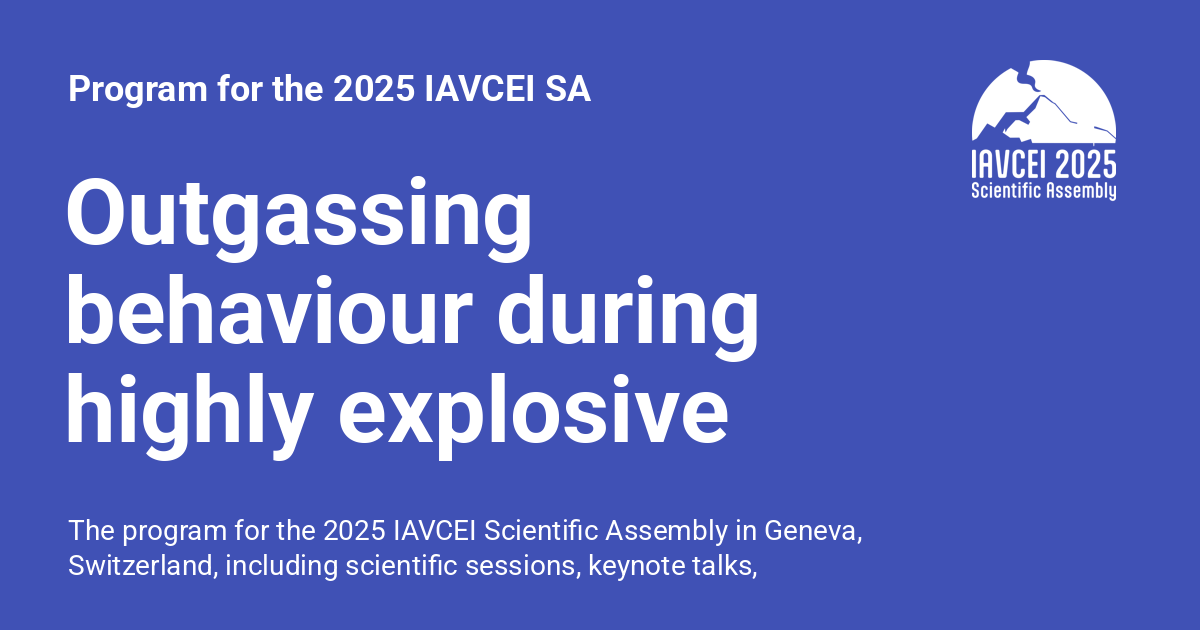 Program for the 2025 IAVCEI SA
IAVCEI 2025
Scientific Assembly
Outgassing
behaviour during
highly explosive
The program for the 2025 IAVCEI Scientific Assembly in Geneva,
Switzerland, including scientific sessions, keynote talks,